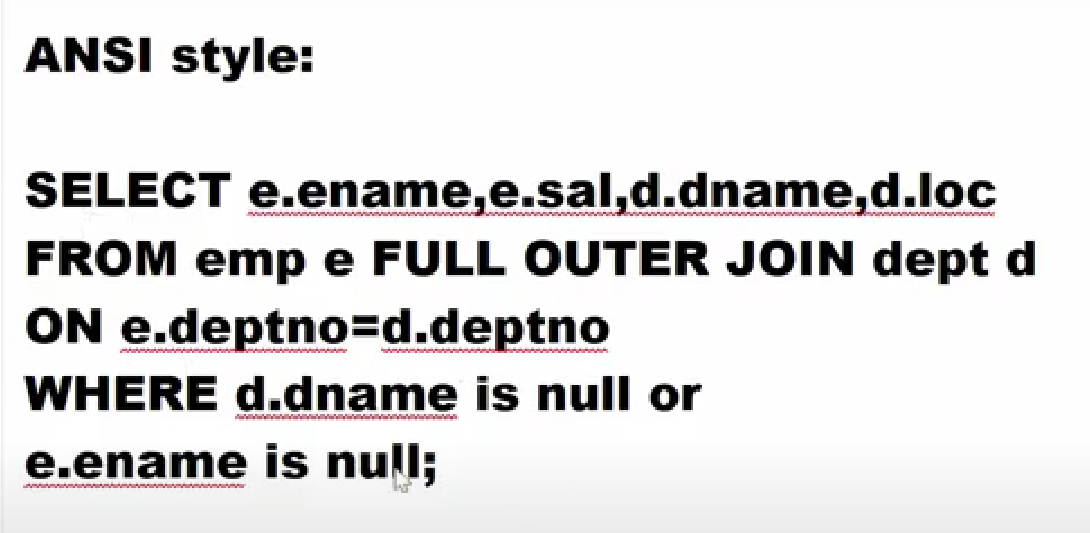 ANSI style:
SELECT e.ename,e.sal,d.dname,d.loc
FROM emp e FULL OUTER JOIN dept d
ON e.deptno=d.deptno
WHERE d.dname is null or
e.ename is null;